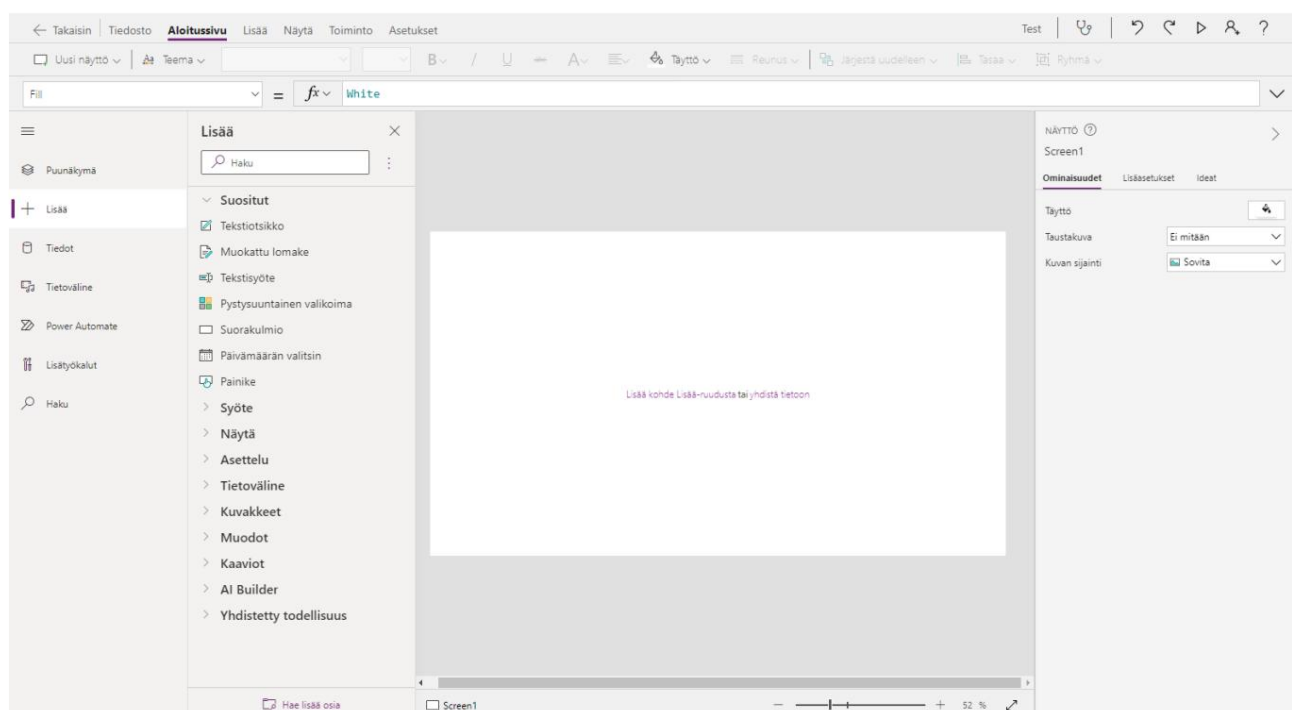 Takaisin Tiedosto Aloitussivu Lisää Näytä Toiminto Asetukset Test
Uusi näyttö Teema B / U A Täyttö Reunus Järjestä uudelleen Tasaa Ryhmä
Fill = fx White
Lisää
Haku
Puunäkymä
Lisää
Tiedot
Tietoväline
Power Automate
Lisätyökalut
Haku
Suositut
Tekstiotsikko
Muokattu lomake
Tekstisyöte
Pystysuuntainen valikoima
Suorakulmio
Päivämäärän valitsin
Painike
Syöte
Näytä
Asettelu
Tietoväline
Kuvakkeet
Muodot
Kaaviot
AI Builder
Yhdistetty todellisuus
Hae lisää osia
Lisää kohde Lisää-ruudusta tai yhdistä tietoon
Screen1
52 %
NÄYTTÖ
Screen1
Ominaisuudet Lisäasetukset Ideat
Täyttö
Taustakuva Ei mitään
Kuvan sijainti Sovita